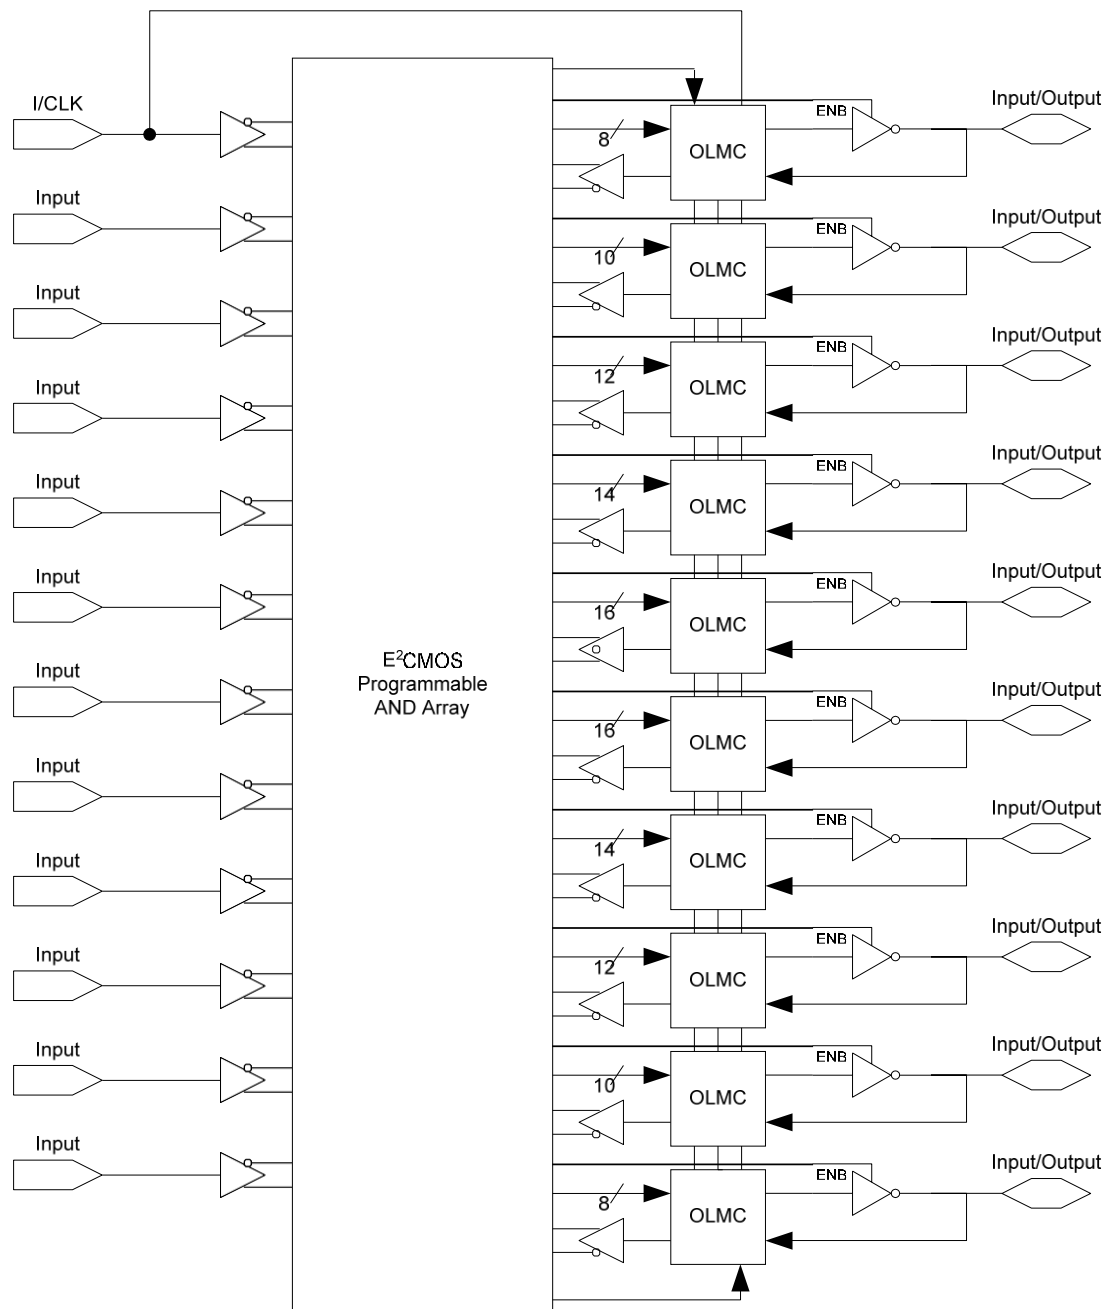 I/CLK
Input
Input
Input
Input
Input
Input
Input
Input
Input
Input
Input
E²CMOS
Programmable
AND Array
8
OLMC
ENB
Input/Output
10
OLMC
ENB
Input/Output
12
OLMC
ENB
Input/Output
14
OLMC
ENB
Input/Output
16
OLMC
ENB
Input/Output
16
OLMC
ENB
Input/Output
14
OLMC
ENB
Input/Output
12
OLMC
ENB
Input/Output
10
OLMC
ENB
Input/Output
8
OLMC
ENB
Input/Output